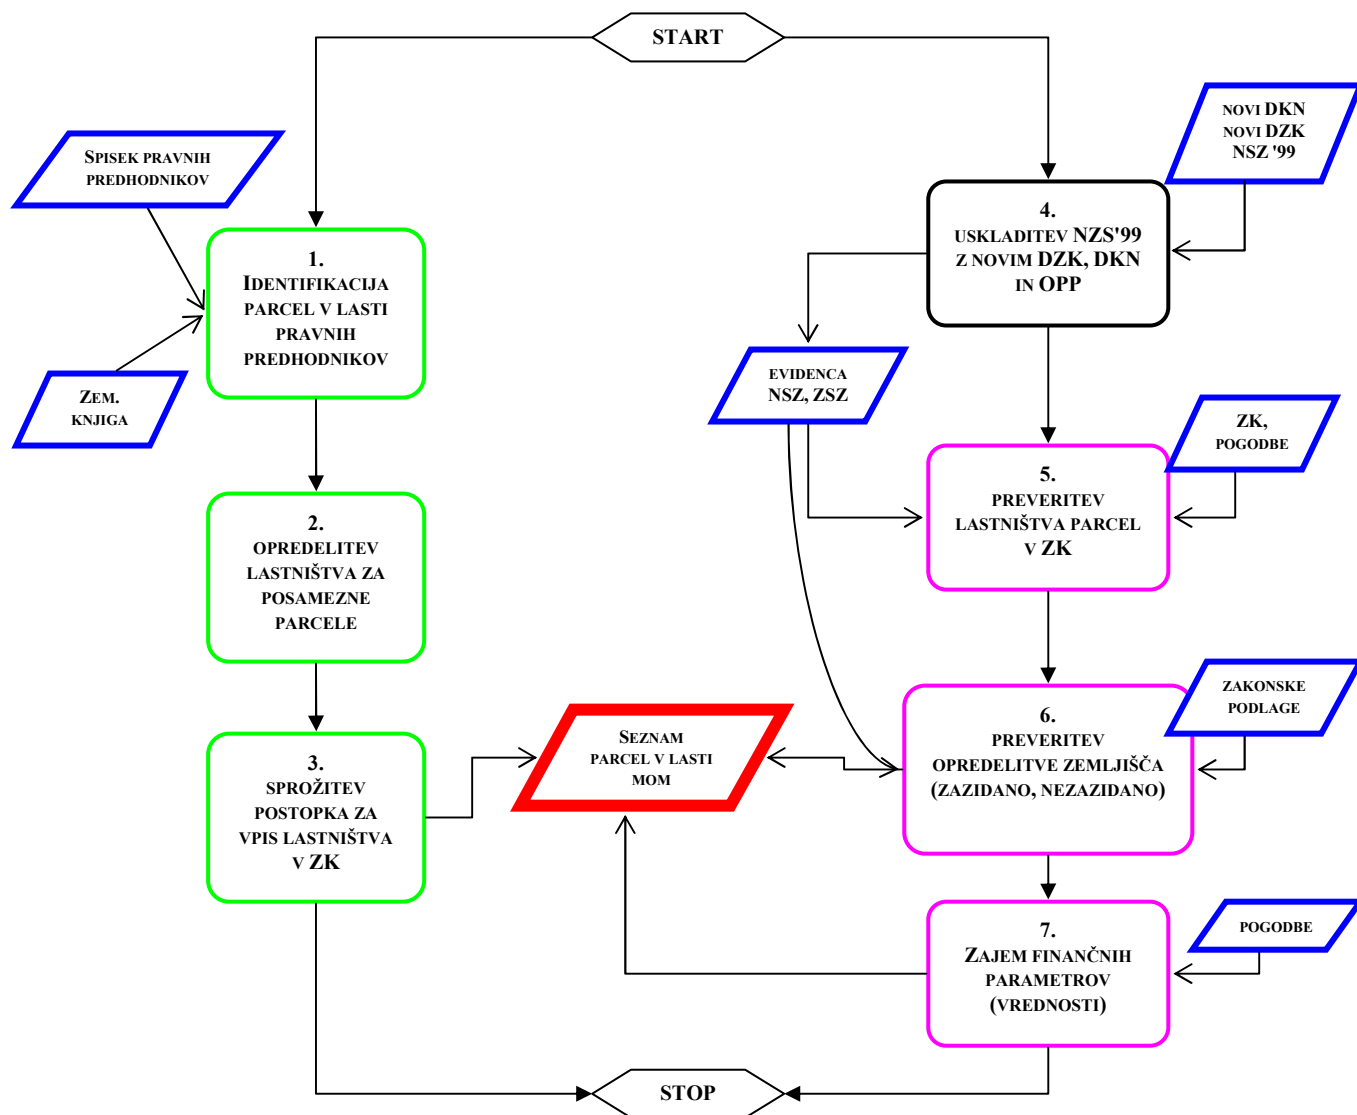 START
NOVI DKN
NOVI DZK
NSZ '99
SPISEK PRAVNIH
PREDHODNIKOV
1.
IDENTIFIKACIJA
PARCEL V LASTI
PRAVNIH
PREDHODNIKOV
4.
USKLADITEV NZS'99
Z NOVIM DZK, DKN
IN OPP
ZEM.
KNJIGA
EVIDENCA
NSZ, ZSZ
ZK,
POGODBE
5.
PREVERITEV
LASTNIŠTVA PARCEL
V ZK
2.
OPREDELITEV
LASTNIŠTVA ZA
POSAMEZNE
PARCELE
ZAKONSKE
PODLAGE
6.
PREVERITEV
OPREDELITVE ZEMLJIŠČA
(ZAZIDANO, NEZAZIDANO)
SEZNAM
PARCEL V LASTI
MOM
3.
SPROŽITEV
POSTOPKA ZA
VPIS LASTNIŠTVA
V ZK
7.
ZAJEM FINANČNIH
PARAMETROV
(VREDNOSTI)
POGODBE
STOP